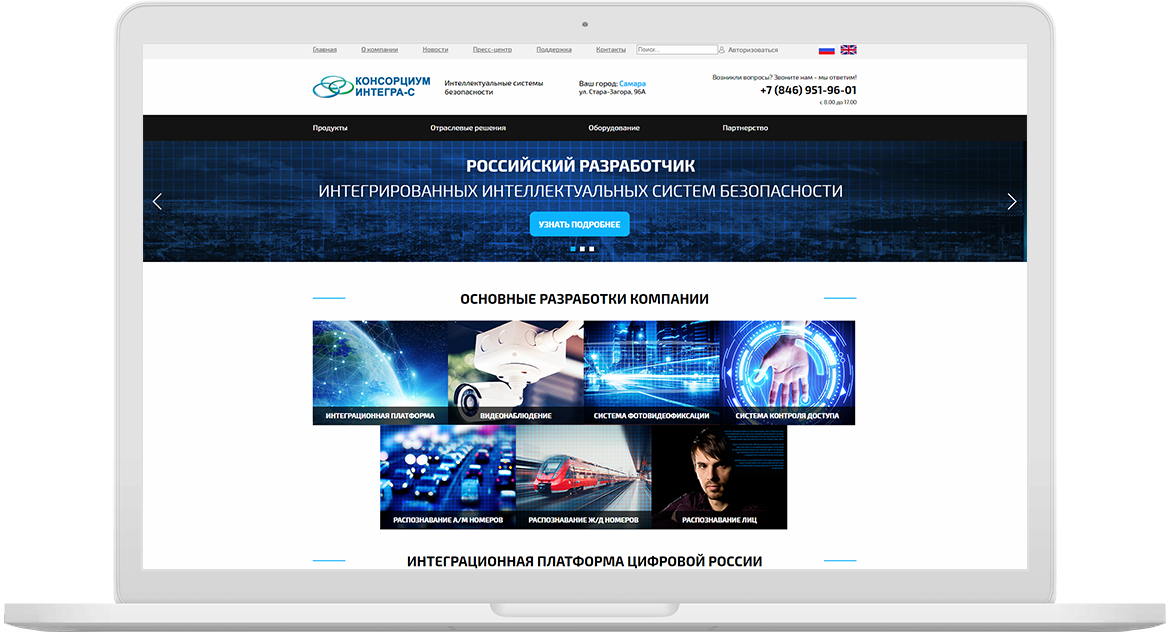 Главная О компании Новости Пресс-центр Поддержка Контакты Поиск... Авторизоваться
КОНСОРЦИУМ
ИНТЕГРА-С
Интеллектуальные системы
безопасности
Ваш город: Самара
ул. Стара-Загора, 96А
Возникли вопросы? Звоните нам - мы ответим!
+7 (846) 951-96-01
с 8.00 до 17.00
Продукты Отраслевые решения Оборудование Партнерство
РОССИЙСКИЙ РАЗРАБОТЧИК
ИНТЕГРИРОВАННЫХ ИНТЕЛЛЕКТУАЛЬНЫХ СИСТЕМ БЕЗОПАСНОСТИ
УЗНАТЬ ПОДРОБНЕЕ
ОСНОВНЫЕ РАЗРАБОТКИ КОМПАНИИ
ИНТЕГРАЦИОННАЯ ПЛАТФОРМА ВИДЕОНАБЛЮДЕНИЕ СИСТЕМА ФОТОВИДЕОФИКСАЦИИ СИСТЕМА КОНТРОЛЯ ДОСТУПА
РАСПОЗНАВАНИЕ А/М НОМЕРОВ РАСПОЗНАВАНИЕ Ж/Д НОМЕРОВ РАСПОЗНАВАНИЕ ЛИЦ
ИНТЕГРАЦИОННАЯ ПЛАТФОРМА ЦИФРОВОЙ РОССИИ